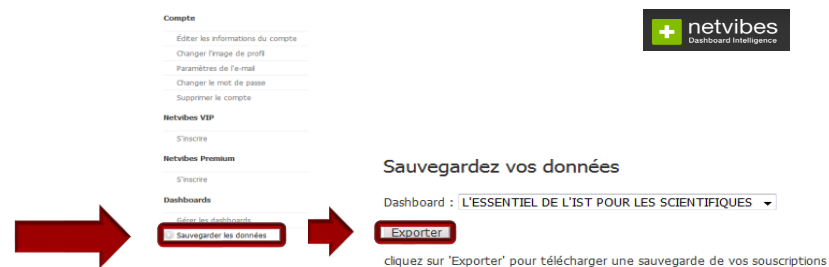 Compte
Éditer les informations du compte
Changer l'image de profil
Paramètres de l'e-mail
Changer le mot de passe
Supprimer le compte
Netvibes VIP
S'inscrire
Netvibes Premium
S'inscrire
Dashboards
Gérer les dashboards
Sauvegarder les données
netvibes
Dashboard Intelligence
Sauvegardez vos données
Dashboard : L'ESSENTIEL DE L'IST POUR LES SCIENTIFIQUES
Exporter
cliquez sur 'Exporter' pour télécharger une sauvegarde de vos souscriptions